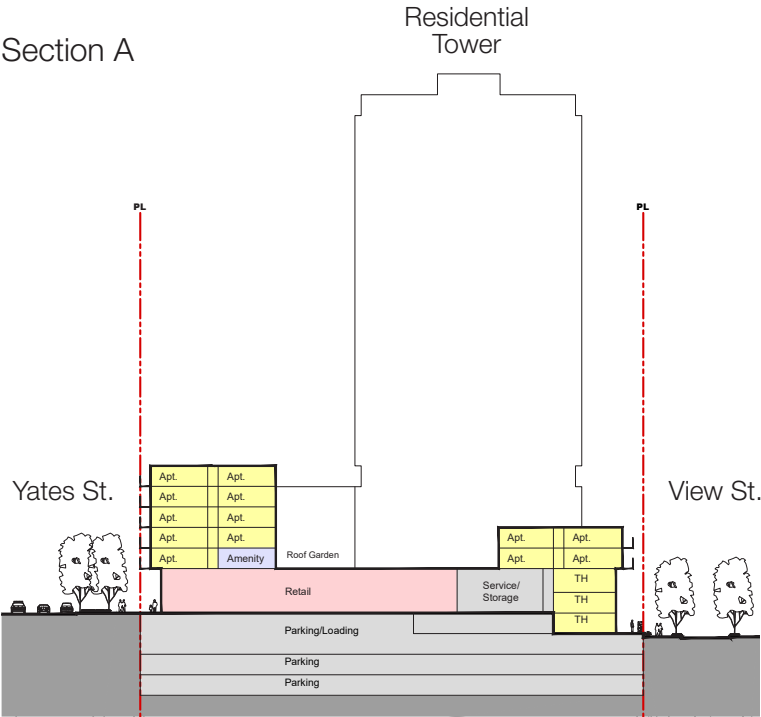 Residential
Tower
Section A
PL
PL
Yates St.
View St.
Apt.
Apt.
Apt.
Apt.
Apt.
Apt.
Apt.
Apt.
Apt.
Amenity
Roof Garden
Apt.
Apt.
Apt.
Apt.
Retail
Service/
Storage
TH
TH
TH
Parking/Loading
Parking
Parking